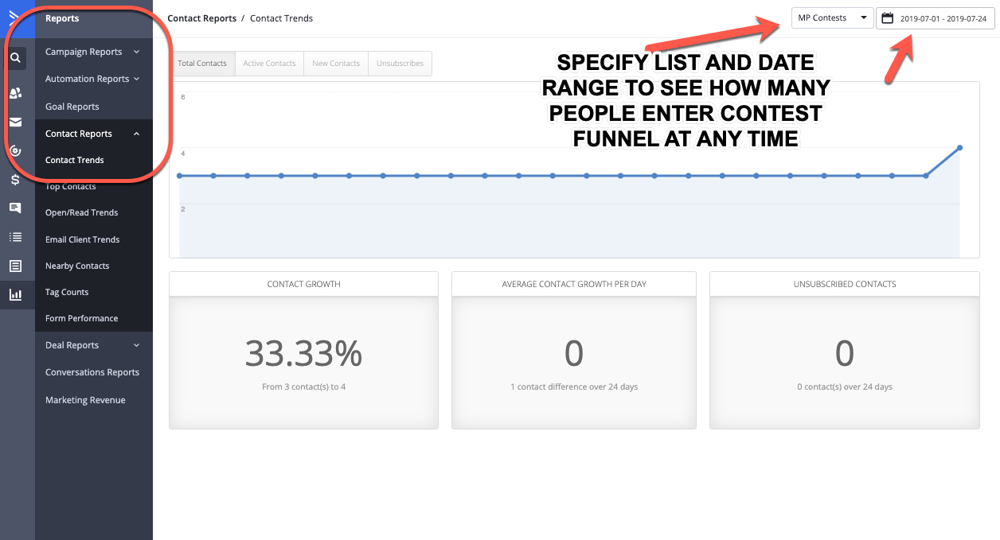 Reports
Contact Reports / Contact Trends
MP Contests
2019-07-01 - 2019-07-24
Campaign Reports
Automation Reports
Goal Reports
Contact Reports
Contact Trends
Top Contacts
Open/Read Trends
Email Client Trends
Nearby Contacts
Tag Counts
Form Performance
Deal Reports
Conversations Reports
Marketing Revenue
Total Contacts
Active Contacts
New Contacts
Unsubscribes
SPECIFY LIST AND DATE
RANGE TO SEE HOW MANY
PEOPLE ENTER CONTEST
FUNNEL AT ANY TIME
6
4
2
CONTACT GROWTH
33.33%
From 3 contact(s) to 4
AVERAGE CONTACT GROWTH PER DAY
0
1 contact difference over 24 days
UNSUBSCRIBED CONTACTS
0
0 contact(s) over 24 days